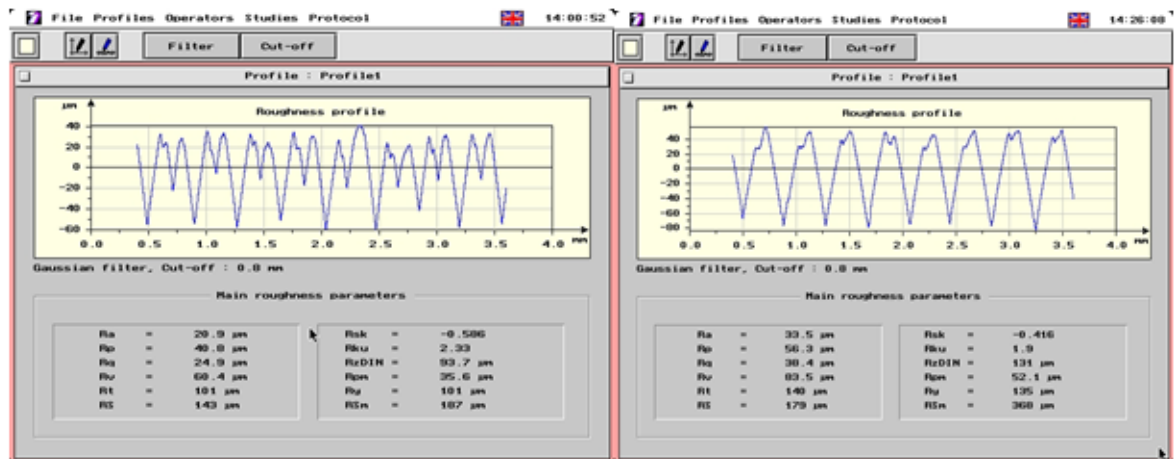 File Profiles Operators Studies Protocol 14:00:52
Filter Cut-off
Profile : Profile1
µm
Roughness profile
40
20
0
-20
-40
-60
0.0 0.5 1.0 1.5 2.0 2.5 3.0 3.5 4.0 mm
Gaussian filter, Cut-off : 0.8 mm
Main roughness parameters
Ra = 20.9 µm
Rp = 40.8 µm
Rq = 24.9 µm
Rv = 60.4 µm
Rt = 101 µm
RS = 143 µm
Rsk = -0.586
Rku = 2.33
RzDIN = 93.7 µm
Rpm = 35.6 µm
Ry = 101 µm
RSm = 187 µm
File Profiles Operators Studies Protocol 14:26:08
Filter Cut-off
Profile : Profile1
µm
Roughness profile
40
20
0
-20
-40
-60
-80
0.0 0.5 1.0 1.5 2.0 2.5 3.0 3.5 4.0 mm
Gaussian filter, Cut-off : 0.8 mm
Main roughness parameters
Ra = 33.5 µm
Rp = 56.3 µm
Rq = 38.4 µm
Rv = 83.5 µm
Rt = 140 µm
RS = 179 µm
Rsk = -0.416
Rku = 1.9
RzDIN = 131 µm
Rpm = 52.1 µm
Ry = 135 µm
RSm = 360 µm